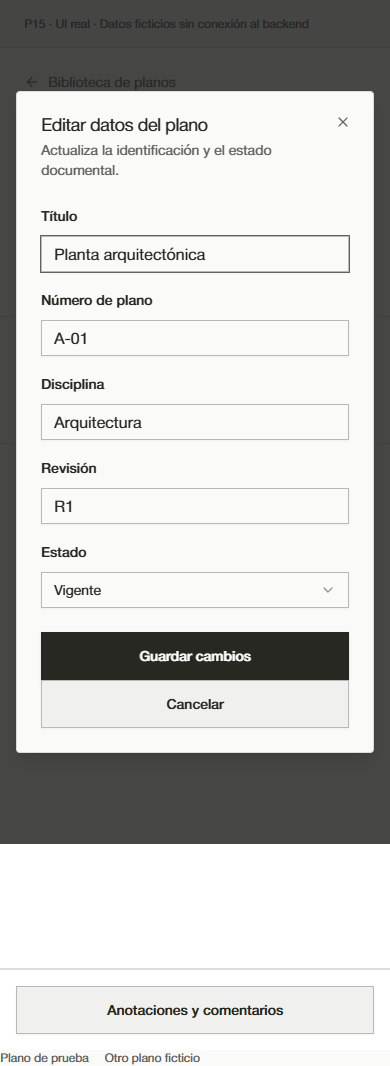 P15 · UI real · Datos ficticios sin conexión al backend
← Biblioteca de planos
Editar datos del plano
Actualiza la identificación y el estado
documental.
Título
Planta arquitectónica
Número de plano
A-01
Disciplina
Arquitectura
Revisión
R1
Estado
Vigente
Guardar cambios
Cancelar
Anotaciones y comentarios
Plano de prueba Otro plano ficticio